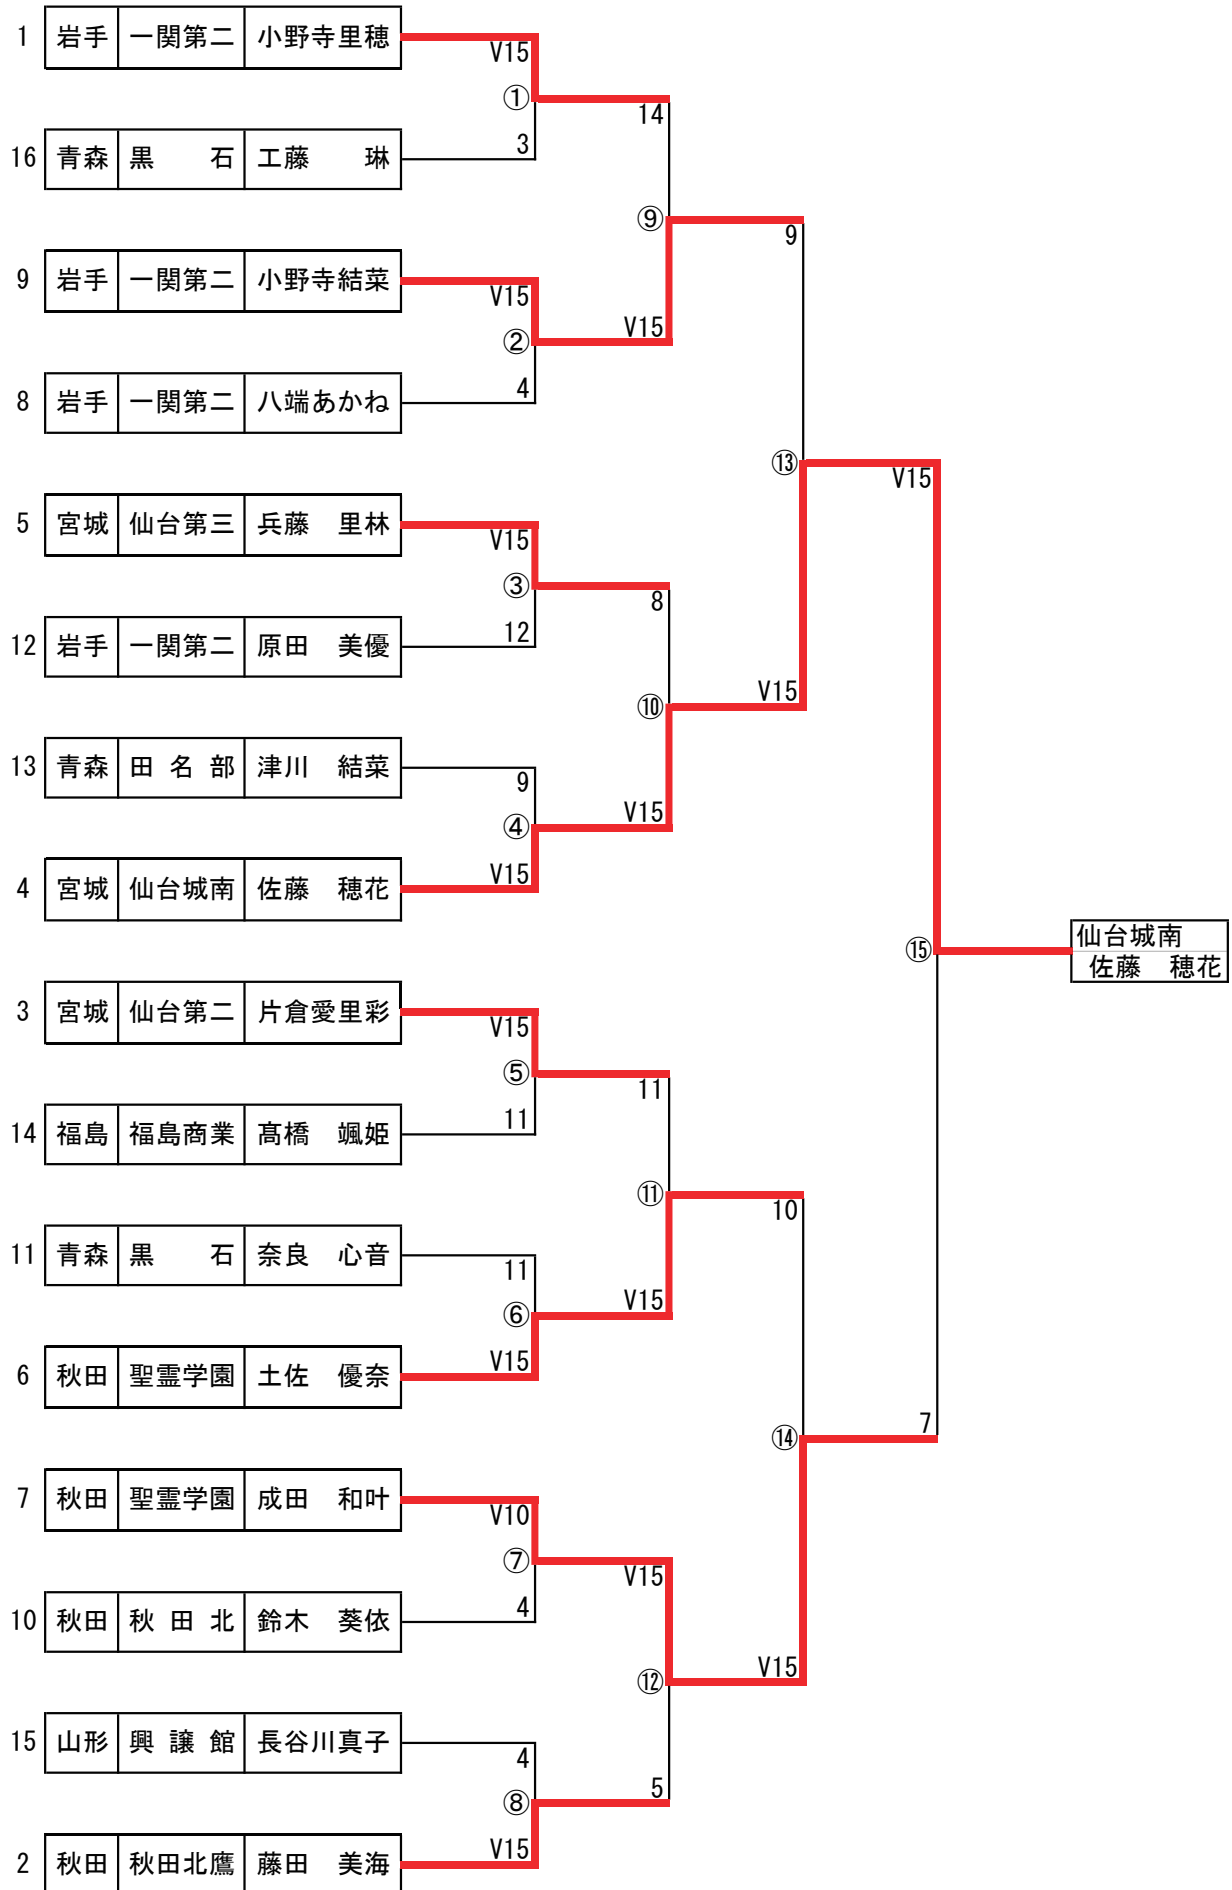 1 岩手 一関第二 小野寺里穂
V15
①
14
3
16 青森 黒　石 工藤　琳
⑨
9
9 岩手 一関第二 小野寺結菜
V15
V15
②
4
8 岩手 一関第二 八端あかね
⑬
V15
5 宮城 仙台第三 兵藤　里林
V15
③
8
12
12 岩手 一関第二 原田　美優
V15
⑩
13 青森 田名部 津川　結菜
9
V15
④
V15
4 宮城 仙台城南 佐藤　穂花
仙台城南
⑮
佐藤　穂花
3 宮城 仙台第二 片倉愛里彩
V15
⑤
11
11
14 福島 福島商業 髙橋　颯姫
⑪
10
11 青森 黒　石 奈良　心音
11
V15
⑥
V15
6 秋田 聖霊学園 土佐　優奈
7
⑭
7 秋田 聖霊学園 成田　和叶
V10
⑦
V15
4
10 秋田 秋田北 鈴木　葵依
V15
⑫
15 山形 興譲館 長谷川真子
4
5
⑧
V15
2 秋田 秋田北鷹 藤田　美海